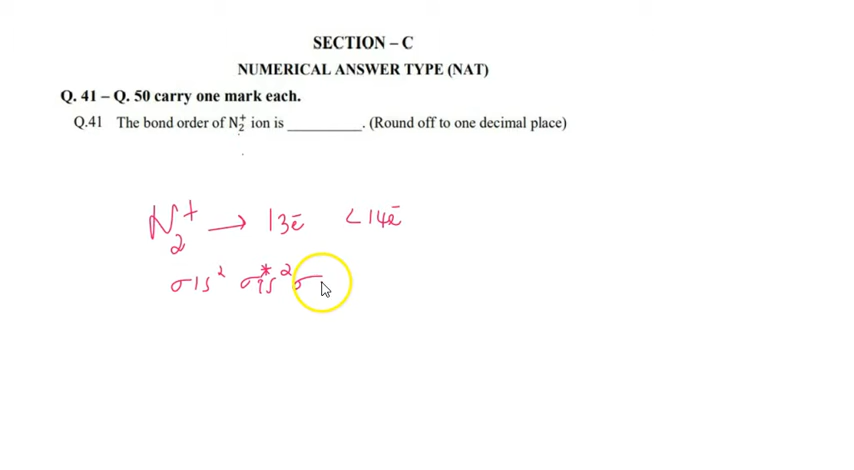 SECTION – C
NUMERICAL ANSWER TYPE (NAT)
Q. 41 – Q. 50 carry one mark each.
Q.41 The bond order of N₂⁺ ion is __________. (Round off to one decimal place)
N₂⁺ → 13ē <14ē
σ1s² σ*1s² σ